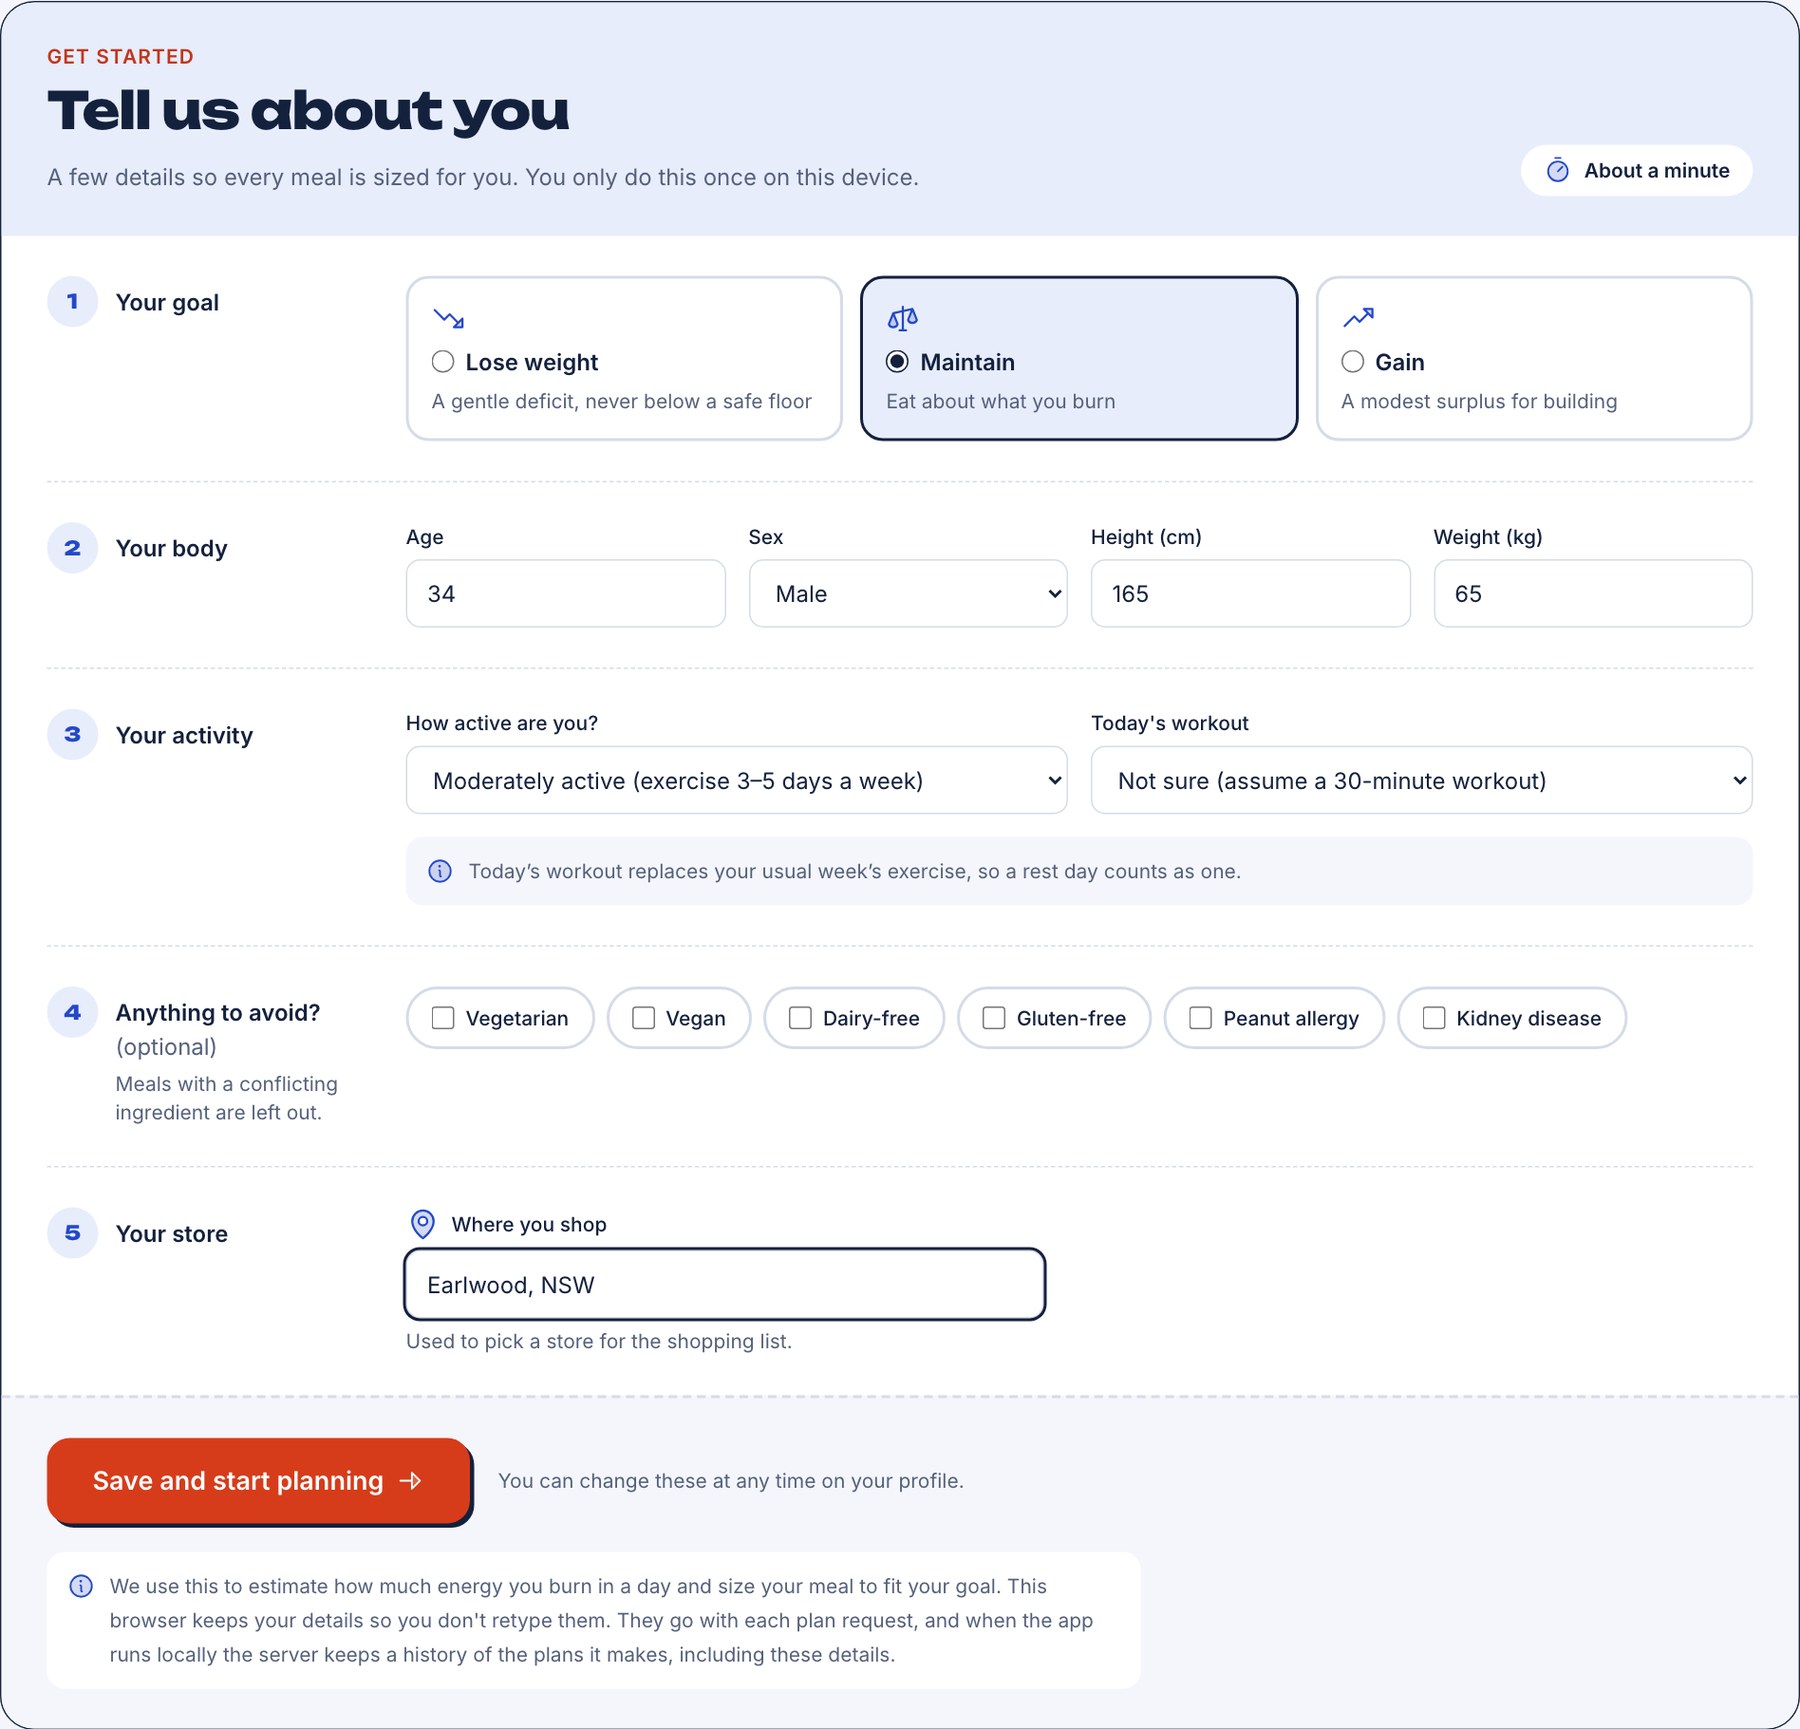 GET STARTED
Tell us about you
A few details so every meal is sized for you. You only do this once on this device.
About a minute
1
Your goal
Lose weight
A gentle deficit, never below a safe floor
Maintain
Eat about what you burn
Gain
A modest surplus for building
2
Your body
Age
34
Sex
Male
Height (cm)
165
Weight (kg)
65
3
Your activity
How active are you?
Moderately active (exercise 3–5 days a week)
Today's workout
Not sure (assume a 30-minute workout)
Today’s workout replaces your usual week’s exercise, so a rest day counts as one.
4
Anything to avoid?
(optional)
Meals with a conflicting
ingredient are left out.
Vegetarian
Vegan
Dairy-free
Gluten-free
Peanut allergy
Kidney disease
5
Your store
Where you shop
Earlwood, NSW
Used to pick a store for the shopping list.
Save and start planning
You can change these at any time on your profile.
We use this to estimate how much energy you burn in a day and size your meal to fit your goal. This
browser keeps your details so you don't retype them. They go with each plan request, and when the app
runs locally the server keeps a history of the plans it makes, including these details.